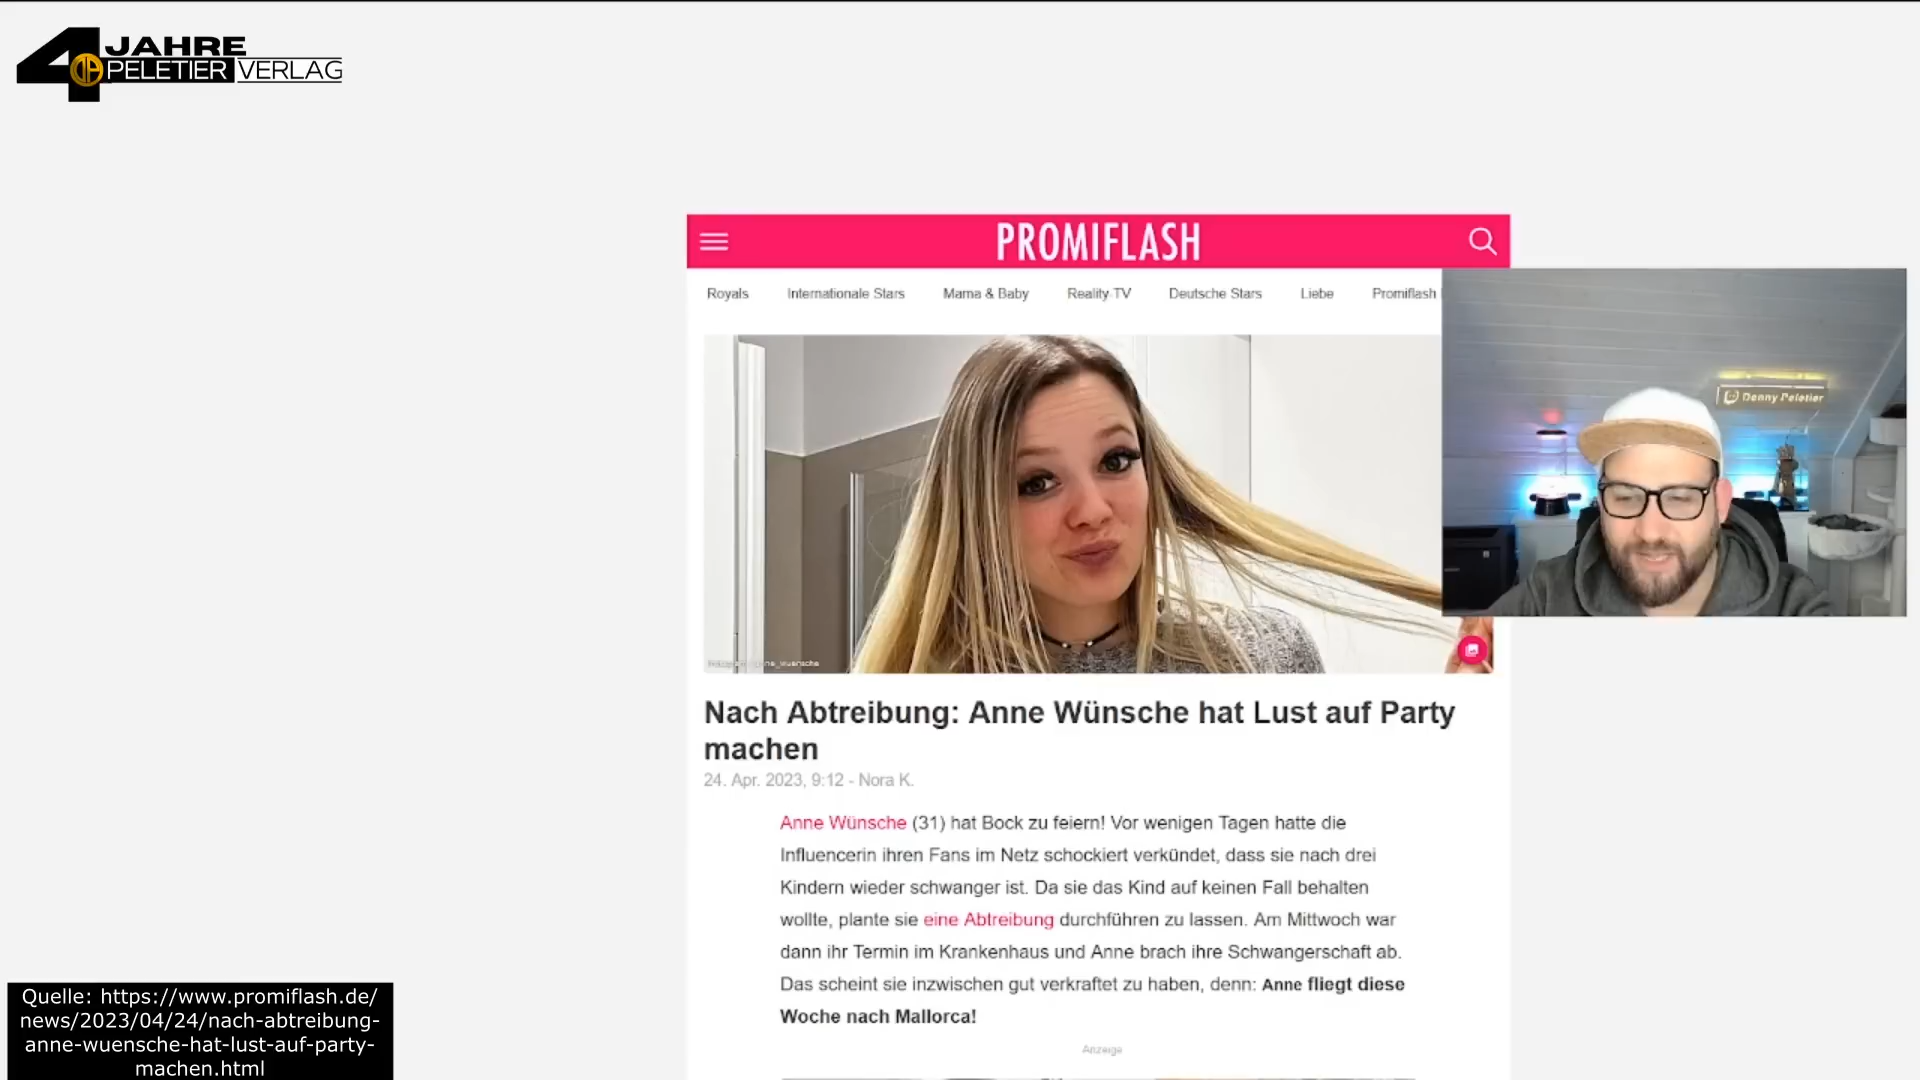 4 JAHRE
PELETIER VERLAG
PROMIFLASH
Royals Internationale Stars Mama & Baby Reality TV Deutsche Stars Liebe Promiflash
Denny Peletier
Nach Abtreibung: Anne Wünsche hat Lust auf Party
machen
24. Apr. 2023, 9:12 - Nora K.
Anne Wünsche (31) hat Bock zu feiern! Vor wenigen Tagen hatte die
Influencerin ihren Fans im Netz schockiert verkündet, dass sie nach drei
Kindern wieder schwanger ist. Da sie das Kind auf keinen Fall behalten
wollte, plante sie eine Abtreibung durchführen zu lassen. Am Mittwoch war
dann ihr Termin im Krankenhaus und Anne brach ihre Schwangerschaft ab.
Das scheint sie inzwischen gut verkraftet zu haben, denn: Anne fliegt diese
Woche nach Mallorca!
Anzeige
Quelle: https://www.promiflash.de/
news/2023/04/24/nach-abtreibung-
anne-wuensche-hat-lust-auf-party-
machen.html